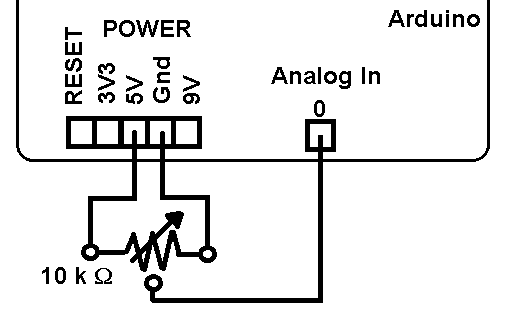 Arduino
POWER
RESET
3V3
5V
Gnd
9V
Analog In
0
10 k Ω